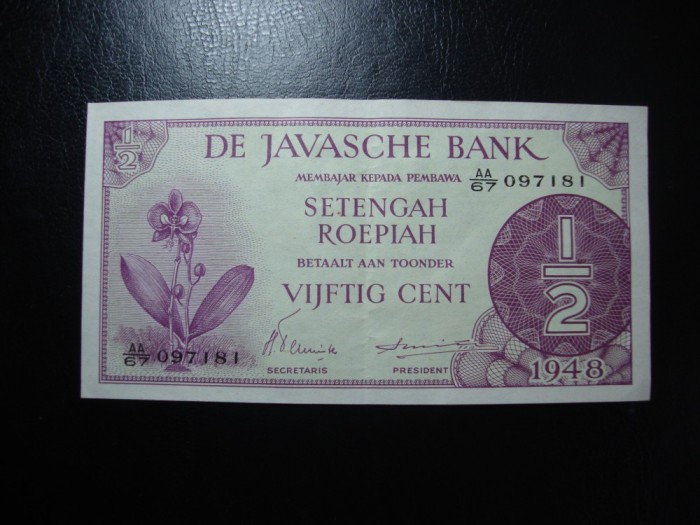 1/2
DE JAVASCHE BANK
MEMBAJAR KEPADA PEMBAWA
AA/67 097181
SETENGAH
ROEPIAH
BETAALT AAN TOONDER
VIJFTIG CENT
1/2
AA/67 097181
SECRETARIS
PRESIDENT
1948